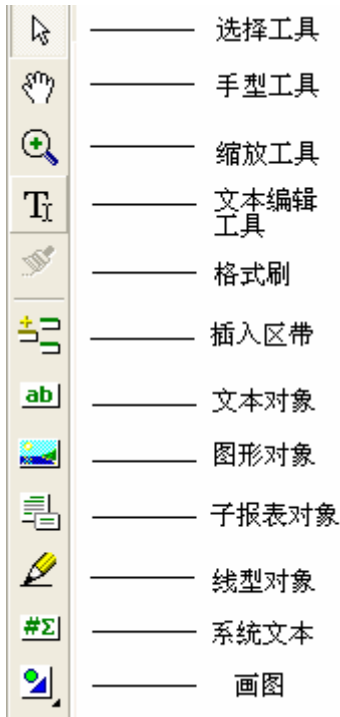 选择工具
手型工具
缩放工具
T 文本编辑
工具
格式刷
插入区带
ab 文本对象
图形对象
子报表对象
线型对象
#Σ 系统文本
画图